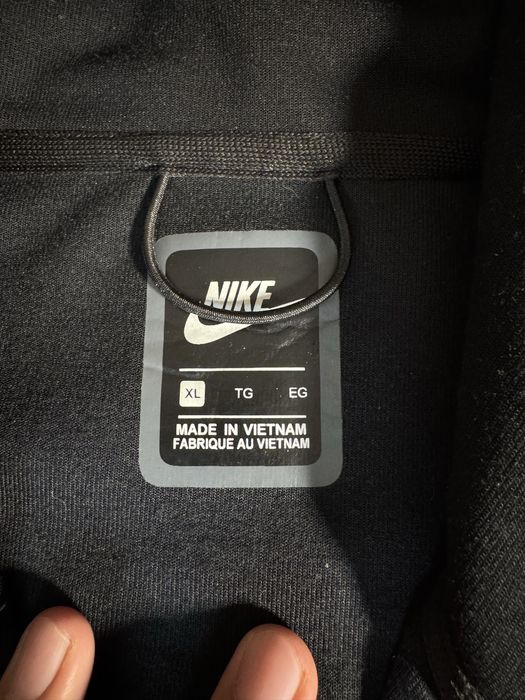 NIKE
XL TG EG
MADE IN VIETNAM
FABRIQUE AU VIETNAM